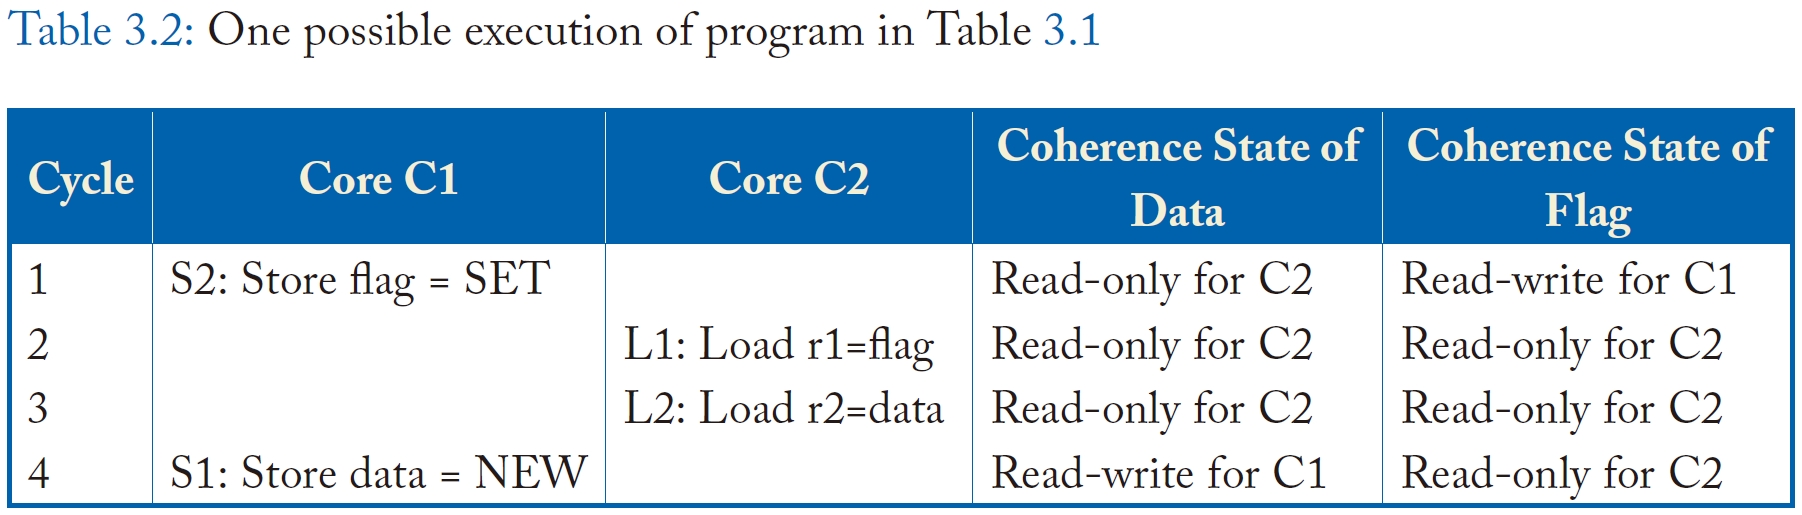 Table 3.2: One possible execution of program in Table 3.1
Cycle Core C1 Core C2 Coherence State of Data Coherence State of Flag
1 S2: Store flag = SET Read-only for C2 Read-write for C1
2 L1: Load r1=flag Read-only for C2 Read-only for C2
3 L2: Load r2=data Read-only for C2 Read-only for C2
4 S1: Store data = NEW Read-write for C1 Read-only for C2